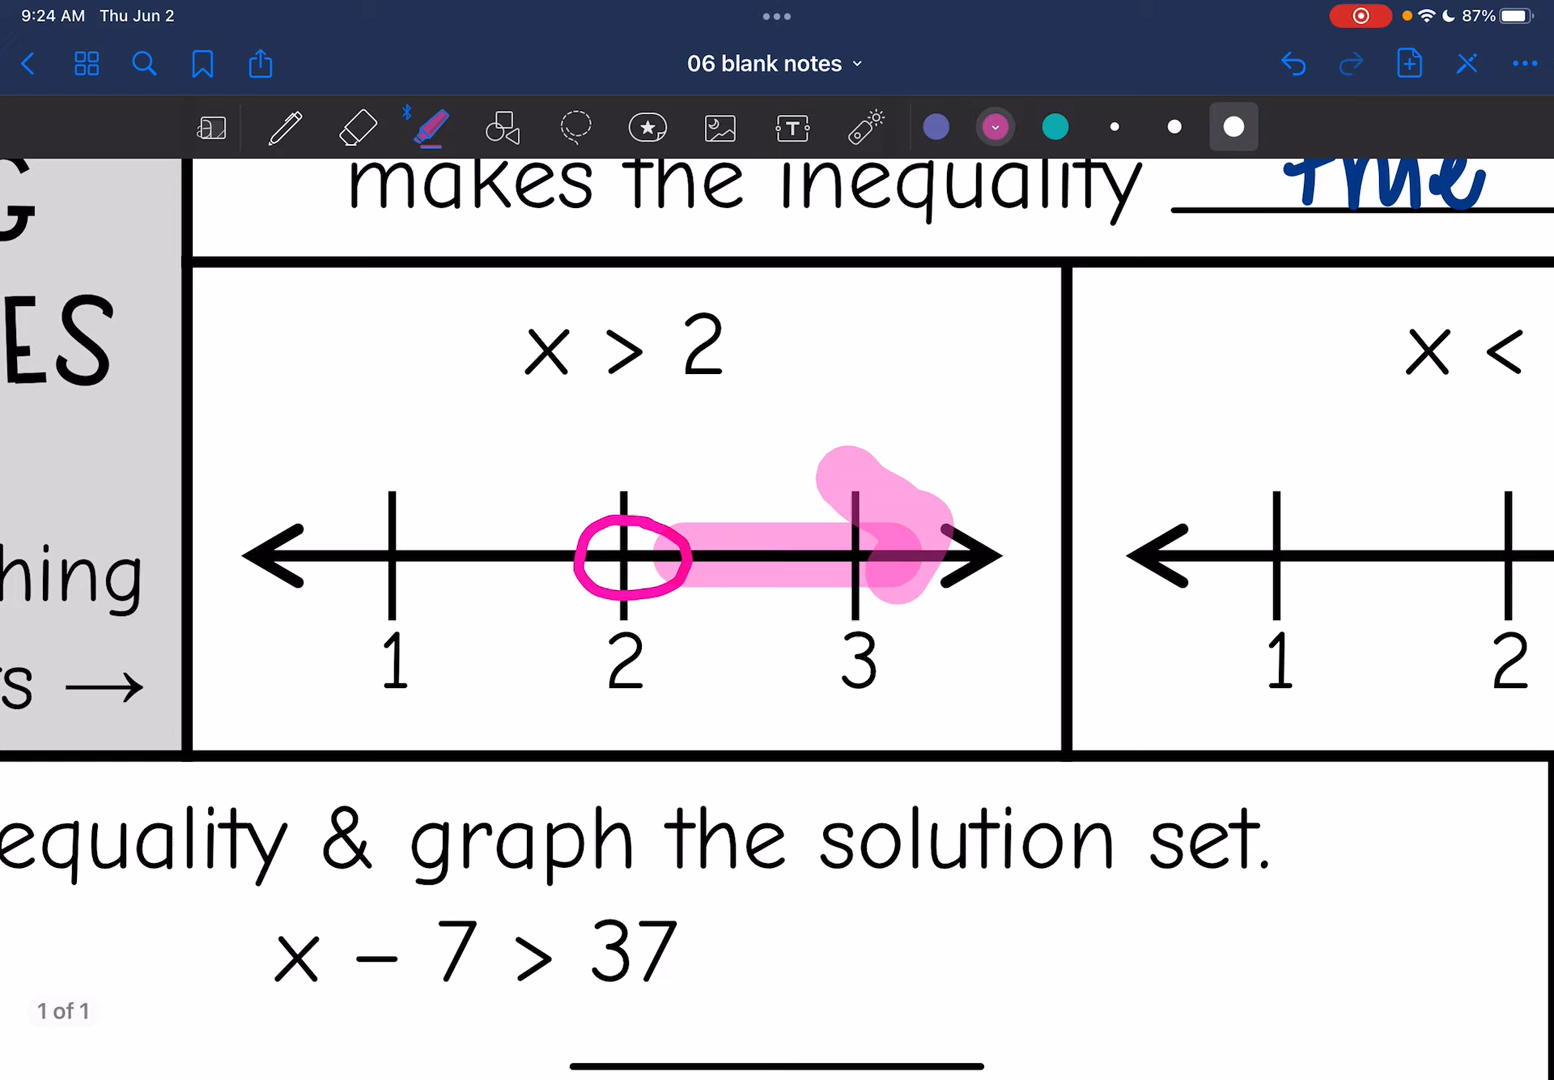 9:24 AM Thu Jun 2
87%
06 blank notes
T
G
makes the inequality true
ES
x > 2
x <
hing
1 2 3
1 2
s →
equality & graph the solution set.
x – 7 > 37
1 of 1